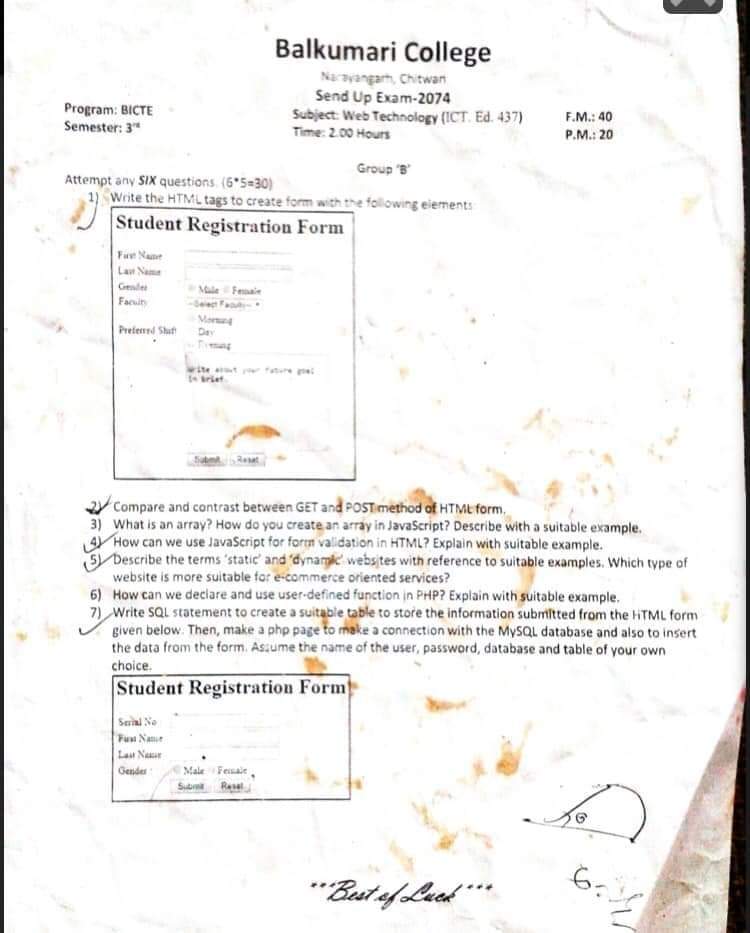 Balkumari College
Narayangarh, Chitwan
Send Up Exam-2074
Program: BICTE
Subject: Web Technology (ICT. Ed. 437)
F.M.: 40
Semester: 3rd
Time: 2.00 Hours
P.M.: 20
Group 'B'
Attempt any SIX questions. (6*5=30)
1) Write the HTML tags to create form with the following elements
Student Registration Form
First Name
Last Name
Gender
Male Female
Faculty
--Select Faculty--
Morning
Preferred Shift
Day
Evening
Write about your future goal
in brief.
Submit Reset
2) Compare and contrast between GET and POST method of HTML form.
3) What is an array? How do you create an array in JavaScript? Describe with a suitable example.
4) How can we use JavaScript for form validation in HTML? Explain with suitable example.
5) Describe the terms 'static' and 'dynamic' websites with reference to suitable examples. Which type of
website is more suitable for e-commerce oriented services?
6) How can we declare and use user-defined function in PHP? Explain with suitable example.
7) Write SQL statement to create a suitable table to store the information submitted from the HTML form
given below. Then, make a php page to make a connection with the MySQL database and also to insert
the data from the form. Assume the name of the user, password, database and table of your own
choice.
Student Registration Form
Serial No
First Name
Last Name
Gender
Male Female
Submit Reset
***Best of Luck***